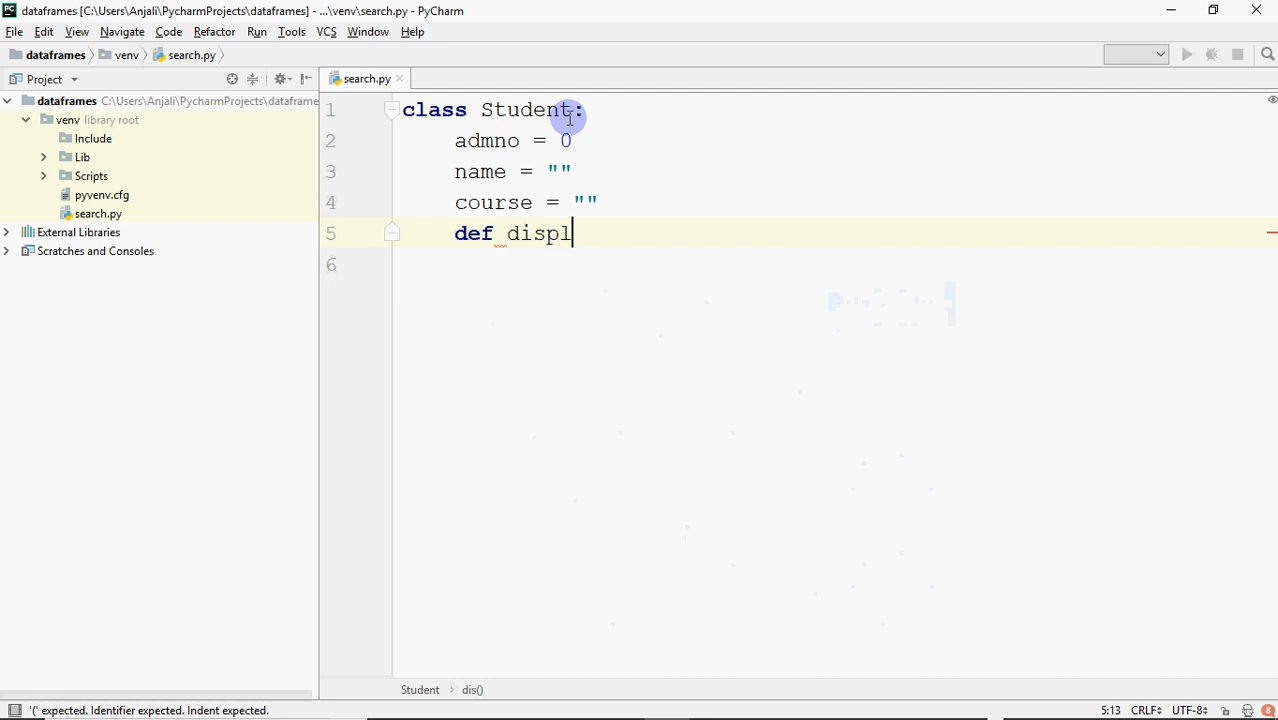 dataframes [C:\Users\Anjali\PycharmProjects\dataframes] - ...\venv\search.py - PyCharm
File Edit View Navigate Code Refactor Run Tools VCS Window Help
dataframes venv search.py
Project
search.py
dataframes C:\Users\Anjali\PycharmProjects\dataframe
venv library root
Include
Lib
Scripts
pyvenv.cfg
search.py
External Libraries
Scratches and Consoles
1 class Student:
2 admno = 0
3 name = ""
4 course = ""
5 def displ
6
Student dis()
'(' expected. Identifier expected. Indent expected. 5:13 CRLF UTF-8 8